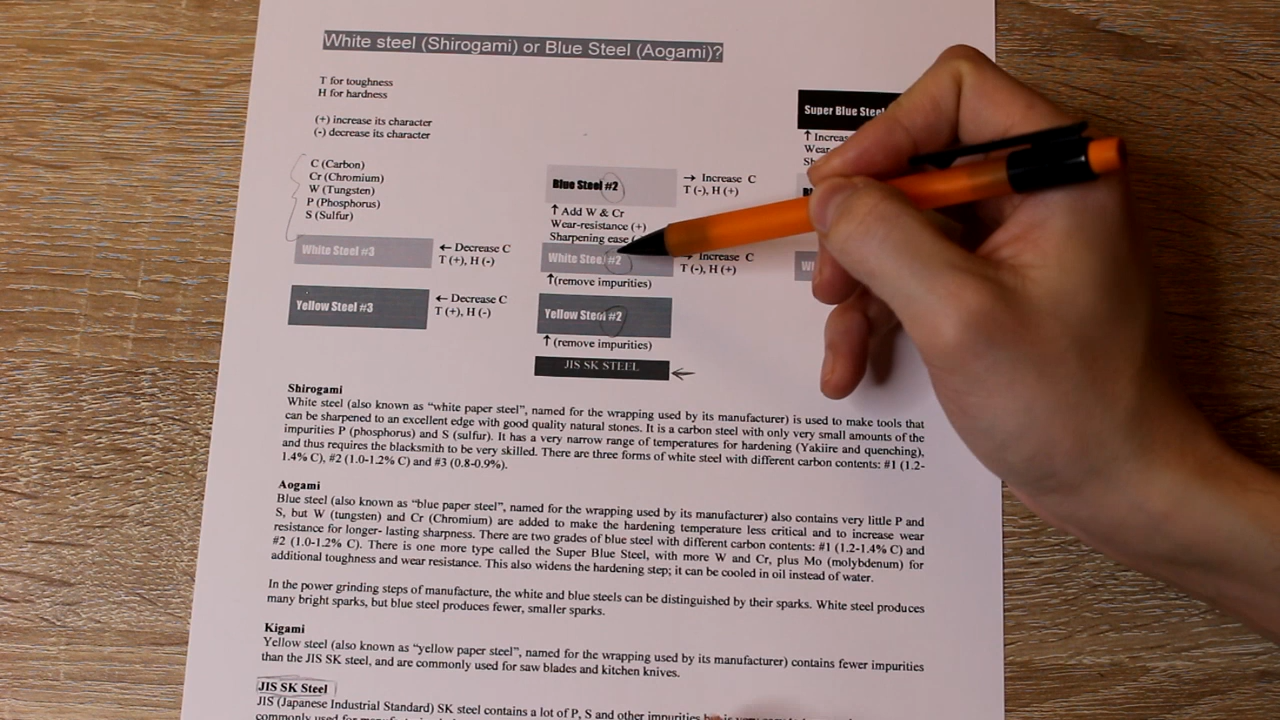 White steel (Shirogami) or Blue Steel (Aogami)?
T for toughness
H for hardness
(+) increase its character
(-) decrease its character
C (Carbon)
Cr (Chromium)
W (Tungsten)
P (Phosphorus)
S (Sulfur)
Super Blue Steel
↑
Wear-
Blue Steel #2
→ Increase C
T (-), H (+)
↑ Add W & Cr
Wear-resistance (+)
Sharpening ease
White Steel #3
← Decrease C
T (+), H (-)
White Steel #2
→ Increase C
T (-), H (+)
↑(remove impurities)
Yellow Steel #3
← Decrease C
T (+), H (-)
Yellow Steel #2
↑ (remove impurities)
JIS SK STEEL
Shirogami
White steel (also known as “white paper steel”, named for the wrapping used by its manufacturer) is used to make tools that
can be sharpened to an excellent edge with good quality natural stones. It is a carbon steel with only very small amounts of the
impurities P (phosphorus) and S (sulfur). It has a very narrow range of temperatures for hardening (Yakiire and quenching),
and thus requires the blacksmith to be very skilled. There are three forms of white steel with different carbon contents: #1 (1.2-
1.4% C), #2 (1.0-1.2% C) and #3 (0.8-0.9%).
Aogami
Blue steel (also known as “blue paper steel”, named for the wrapping used by its manufacturer) also contains very little P and
S, but W (tungsten) and Cr (Chromium) are added to make the hardening temperature less critical and to increase wear
resistance for longer- lasting sharpness. There are two grades of blue steel with different carbon contents: #1 (1.2-1.4% C) and
#2 (1.0-1.2% C). There is one more type called the Super Blue Steel, with more W and Cr, plus Mo (molybdenum) for
additional toughness and wear resistance. This also widens the hardening step; it can be cooled in oil instead of water.
In the power grinding steps of manufacture, the white and blue steels can be distinguished by their sparks. White steel produces
many bright sparks, but blue steel produces fewer, smaller sparks.
Kigami
Yellow steel (also known as “yellow paper steel”, named for the wrapping used by its manufacturer) contains fewer impurities
than the JIS SK steel, and are commonly used for saw blades and kitchen knives.
JIS SK Steel
JIS (Japanese Industrial Standard) SK steel contains a lot of P, S and other impurities
commonly used for